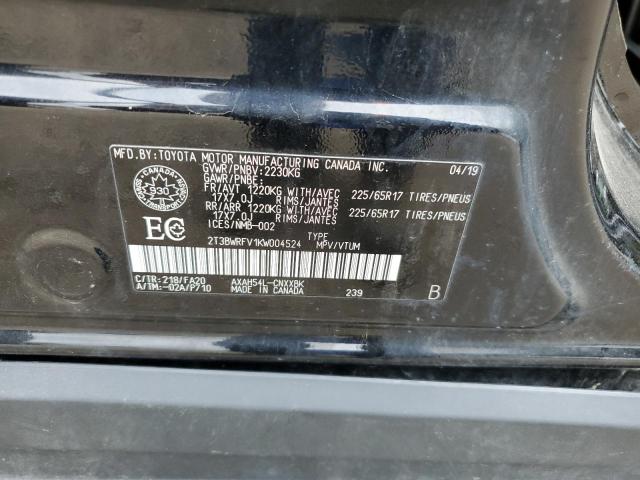 MFD.BY:TOYOTA MOTOR MANUFACTURING CANADA INC. 04/19
GVWR/PNBV:2230KG
GAWR/PNBE:
FR/AVT 1220KG WITH/AVEC 225/65R17 TIRES/PNEUS
17X7.0J RIMS/JANTES
RR/ARR 1220KG WITH/AVEC 225/65R17 TIRES/PNEUS
17X7.0J RIMS/JANTES
ICES/NMB-002
CANADA
930
EC
TYPE
2T3BWRFV1KW004524 MPV/VTUM
C/TR:218/FA20 AXAH54L-CNXXBK
A/TM:-02A/P710 MADE IN CANADA 239 B